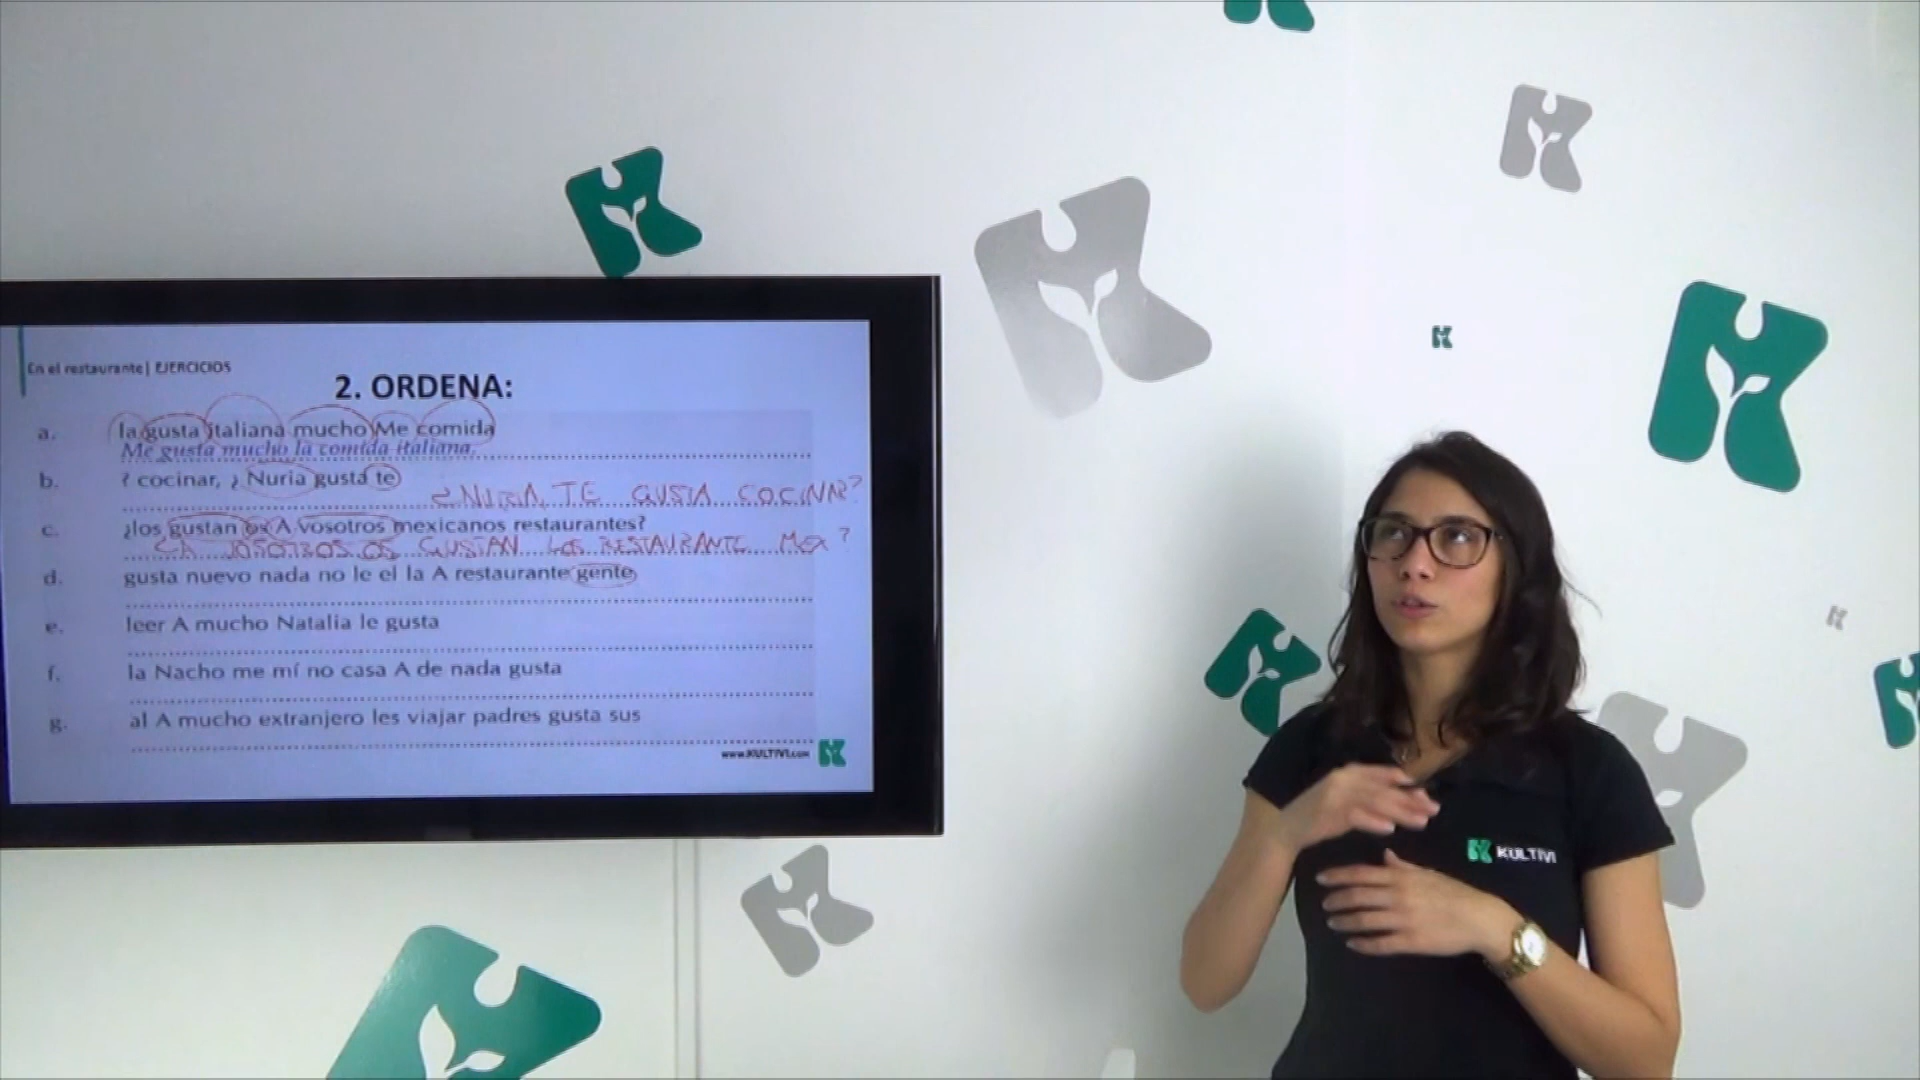 En el restaurante| EJERCICIOS
2. ORDENA:
a. la gusta italiana mucho Me comida
Me gusta mucho la comida italiana.
b. ? cocinar, ¿ Nuria gusta te
¿NURIA, TE GUSTA COCINAR?
c. ¿los gustan os A vosotros mexicanos restaurantes?
¿A VOSOTROS OS GUSTAN LOS RESTAURANTE MEX ?
d. gusta nuevo nada no le el la A restaurante gente
e. leer A mucho Natalia le gusta
f. la Nacho me mí no casa A de nada gusta
g. al A mucho extranjero les viajar padres gusta sus
www.KULTIVI.com
KULTIVI